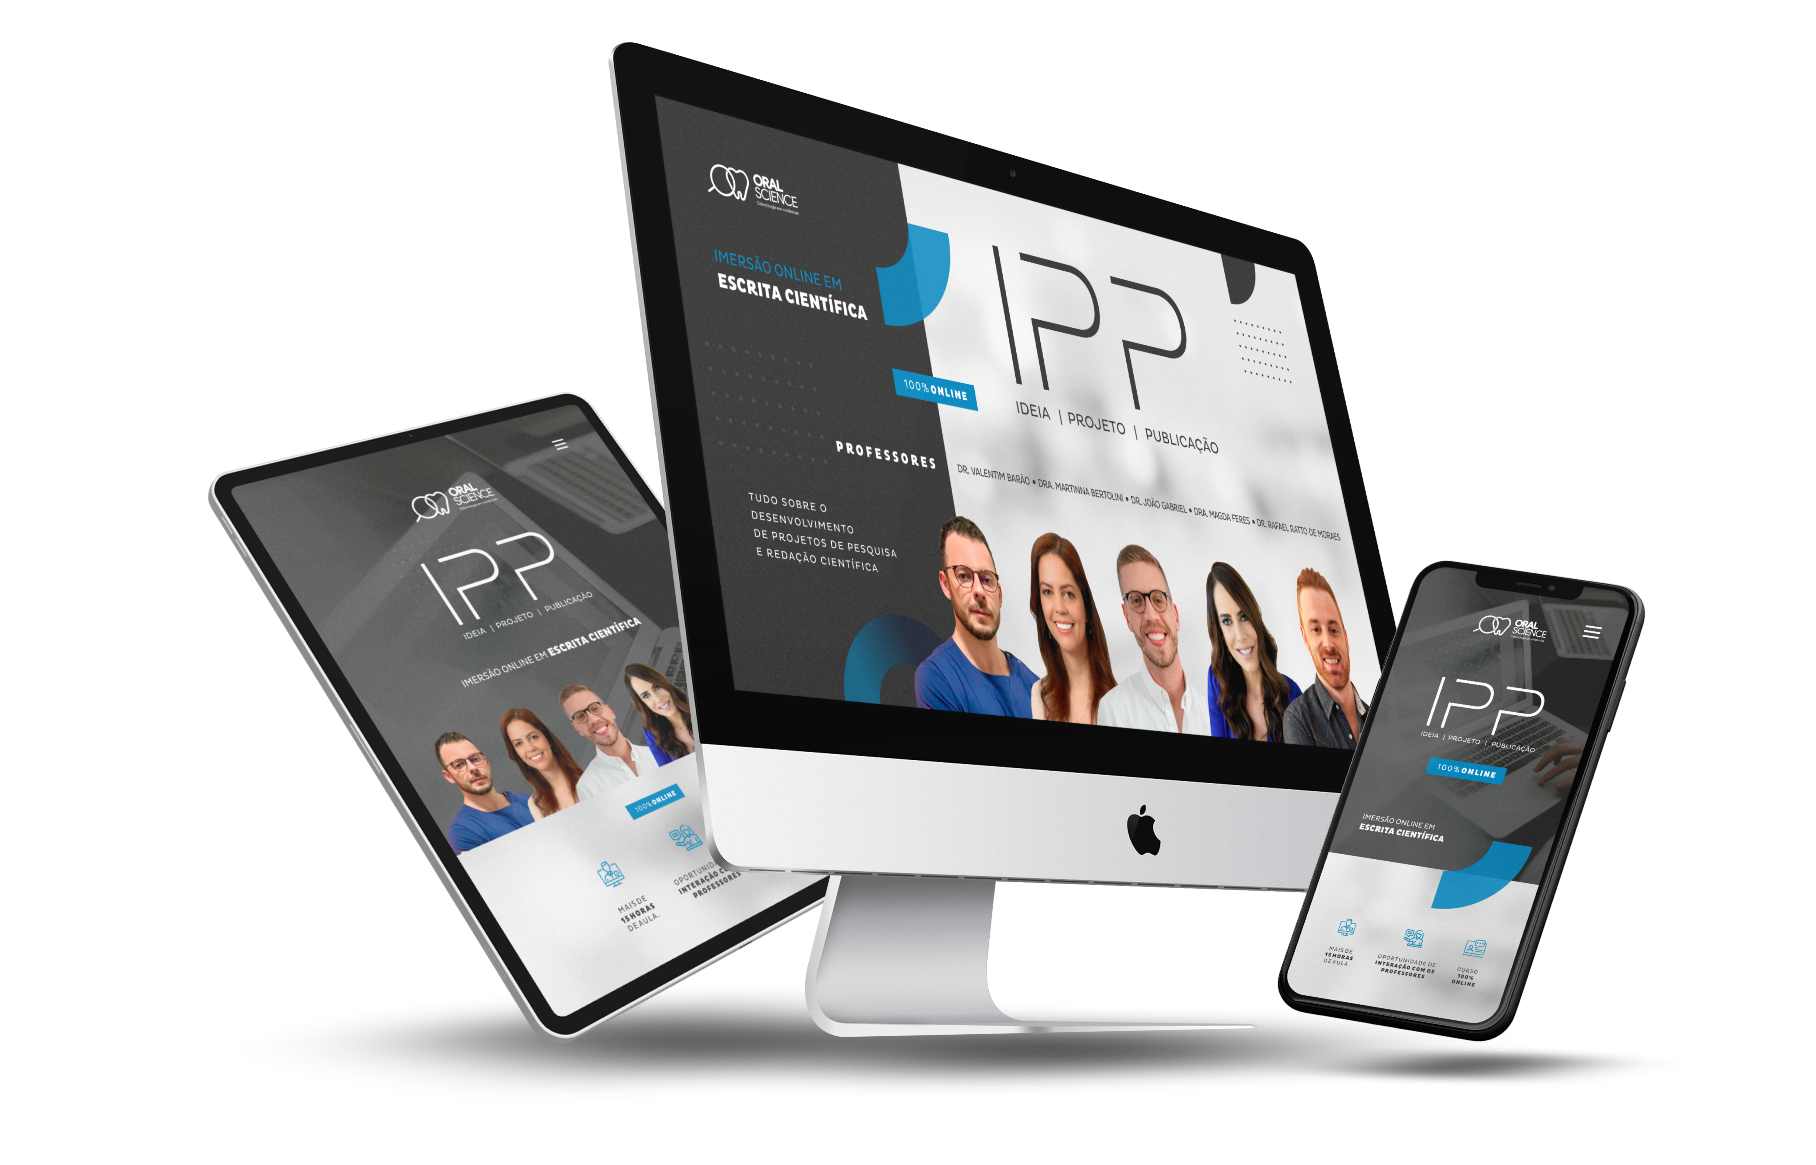 ORAL
SCIENCE
IMERSÃO ONLINE EM
ESCRITA CIENTÍFICA
IPP
IDEIA | PROJETO | PUBLICAÇÃO
100% ONLINE
PROFESSORES
DR. VALENTIM BARÃO • DRA. MARTINNA BERTOLINI • DR. JOÃO GABRIEL • DRA. MAGDA FERES • DR. RAFAEL RATTO DE MORAES
TUDO SOBRE O
DESENVOLVIMENTO
DE PROJETOS DE PESQUISA
E REDAÇÃO CIENTÍFICA
ORAL
SCIENCE
IPP
IDEIA | PROJETO | PUBLICAÇÃO
IMERSÃO ONLINE EM ESCRITA CIENTÍFICA
100% ONLINE
MAIS DE
15 HORAS
DE AULA.
INTERAÇÃO
PROFESSORES
ORAL
SCIENCE
IPP
IDEIA | PROJETO | PUBLICAÇÃO
100% ONLINE
IMERSÃO ONLINE EM
ESCRITA CIENTÍFICA
MAIS DE
15 HORAS
DE AULA.
OPORTUNIDADE DE
INTERAÇÃO COM OS
PROFESSORES
CURSO
100%
ONLINE